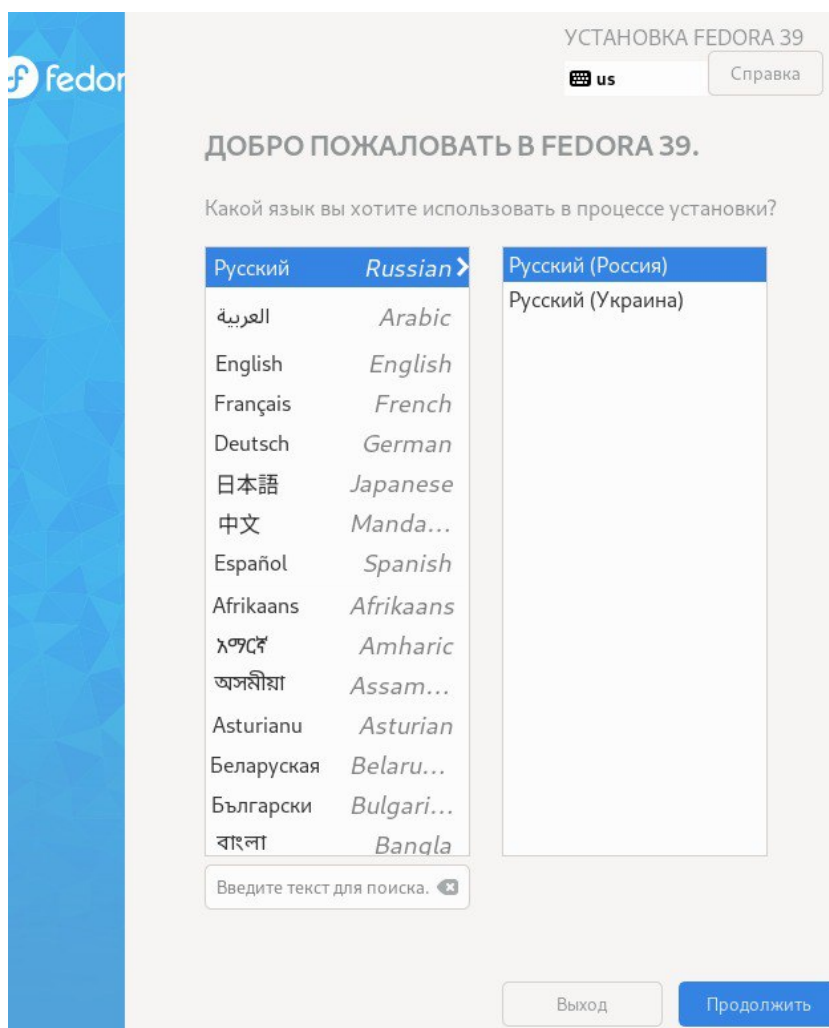 УСТАНОВКА FEDORA 39
fedor
us
Справка
ДОБРО ПОЖАЛОВАТЬ В FEDORA 39.
Какой язык вы хотите использовать в процессе установки?
Русский Russian
Русский (Россия)
Русский (Украина)
العربية Arabic
English English
Français French
Deutsch German
日本語 Japanese
中文 Manda...
Español Spanish
Afrikaans Afrikaans
አማርኛ Amharic
অসমীয়া Assam...
Asturianu Asturian
Беларуская Belaru...
Български Bulgari...
বাংলা Bangla
Введите текст для поиска.
Выход
Продолжить